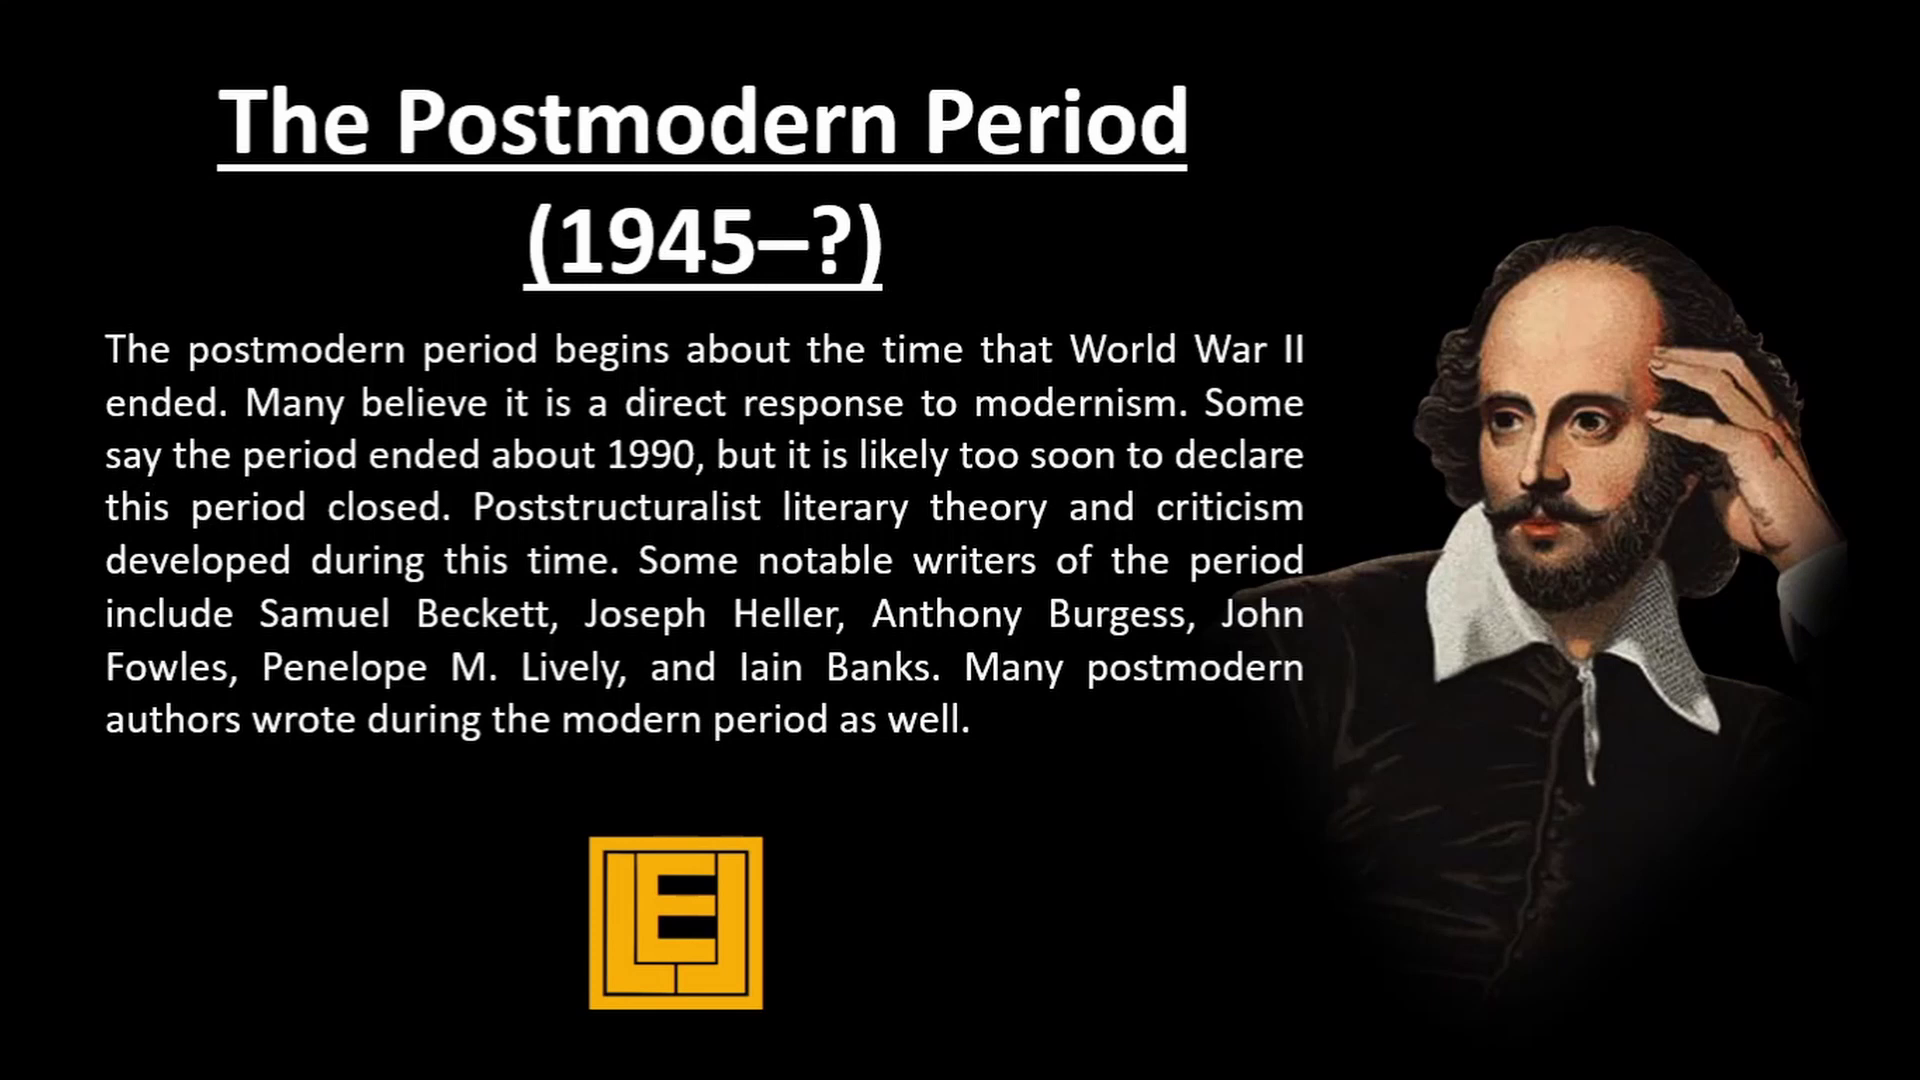 The Postmodern Period
(1945–?)
The postmodern period begins about the time that World War II
ended. Many believe it is a direct response to modernism. Some
say the period ended about 1990, but it is likely too soon to declare
this period closed. Poststructuralist literary theory and criticism
developed during this time. Some notable writers of the period
include Samuel Beckett, Joseph Heller, Anthony Burgess, John
Fowles, Penelope M. Lively, and Iain Banks. Many postmodern
authors wrote during the modern period as well.